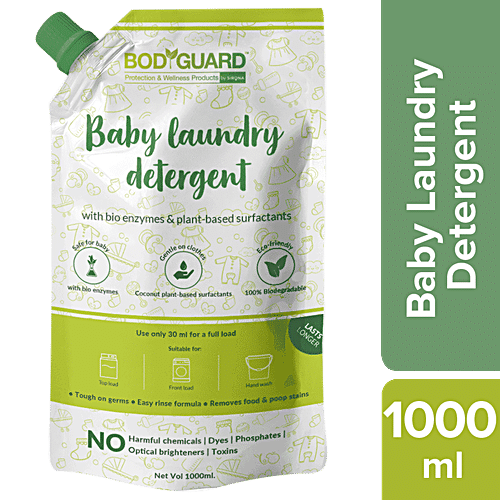 BODYGUARD™
Protection & Wellness Products by SIRONA
Baby laundry
detergent
with bio enzymes & plant-based surfactants
Safe for baby
with bio enzymes
Gentle on clothes
Coconut plant-based surfactants
Eco-friendly
100% Biodegradable
LASTS
LONGER
Use only 30 ml for a full load
Suitable for:
Top load
Front load
Hand wash
• Tough on germs • Easy rinse formula • Removes food & poop stains
NO Harmful chemicals | Dyes | Phosphates |
Optical brighteners | Toxins
Net Vol 1000ml.
Baby Laundry
Detergent
1000
ml